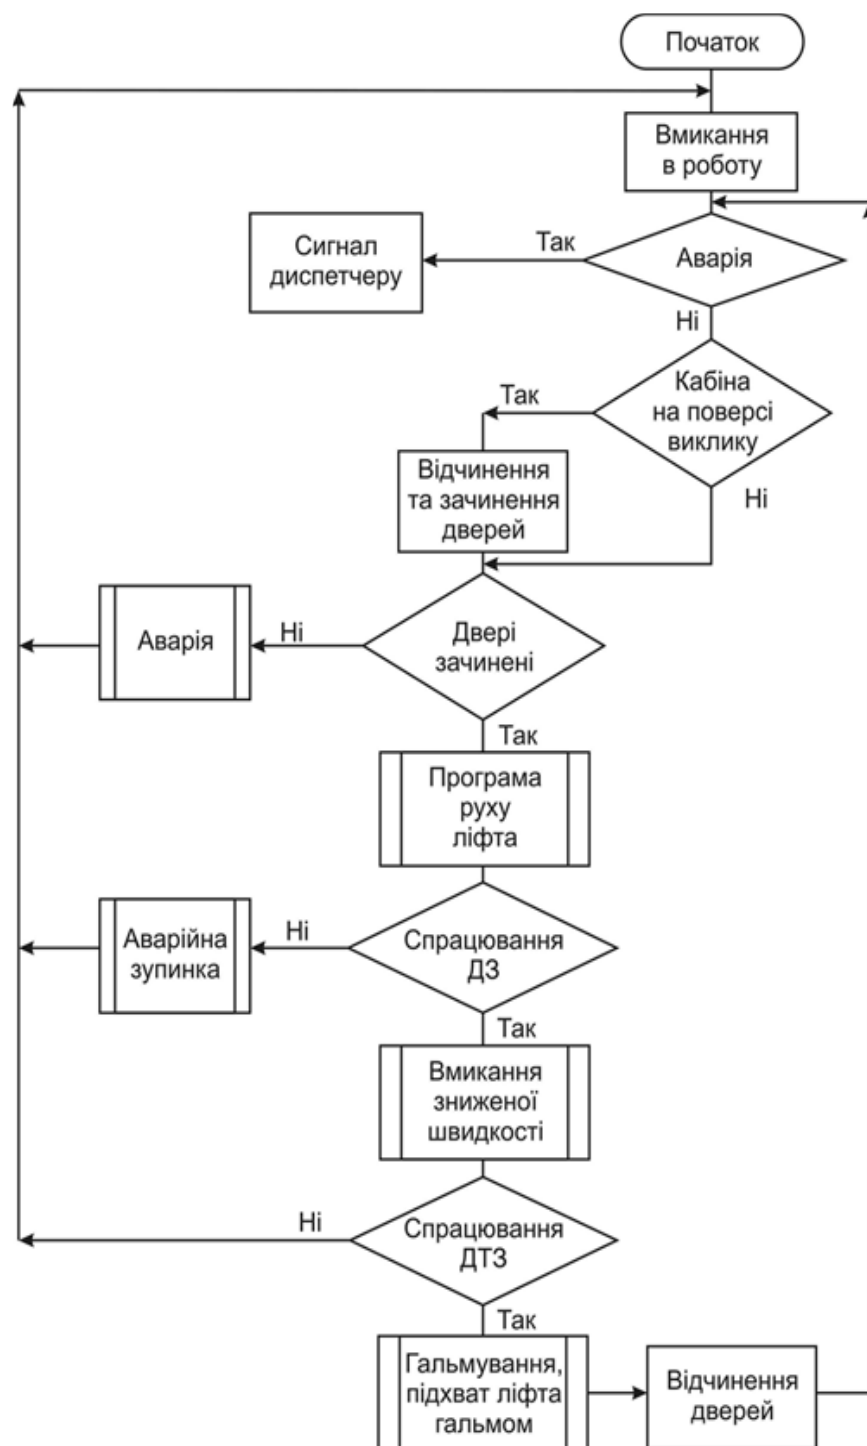 Початок
Вмикання
в роботу
Сигнал
диспетчеру
Так
Аварія
Ні
Так
Кабіна
на поверсі
виклику
Ні
Відчинення
та зачинення
дверей
Аварія
Ні
Двері
зачинені
Так
Програма
руху
ліфта
Аварійна
зупинка
Ні
Спрацювання
ДЗ
Так
Вмикання
зниженої
швидкості
Ні
Спрацювання
ДТЗ
Так
Гальмування,
підхват ліфта
гальмом
Відчинення
дверей